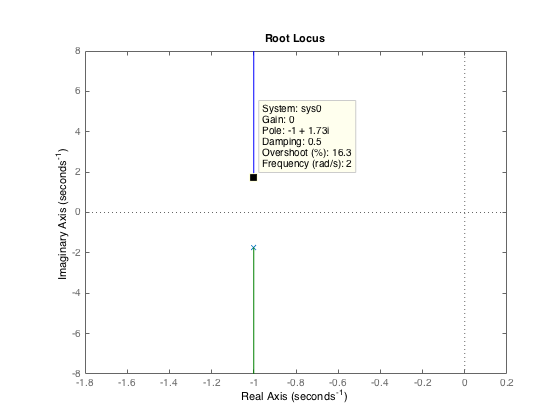 Root Locus
8
6
4
2
0
-2
-4
-6
-8
Imaginary Axis (seconds⁻¹)
System: sys0
Gain: 0
Pole: -1 + 1.73i
Damping: 0.5
Overshoot (%): 16.3
Frequency (rad/s): 2
-1.8 -1.6 -1.4 -1.2 -1 -0.8 -0.6 -0.4 -0.2 0 0.2
Real Axis (seconds⁻¹)